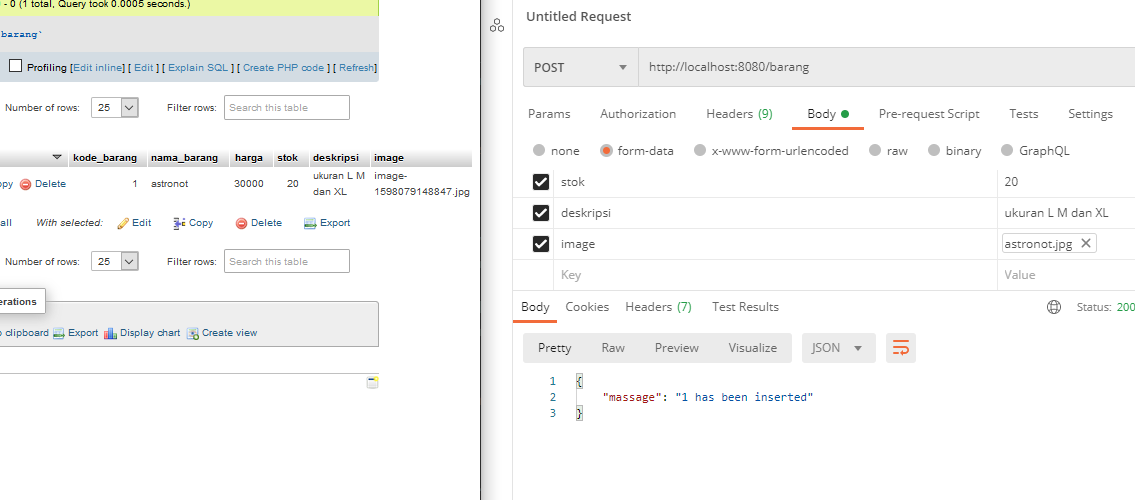 - 0 (1 total, Query took 0.0005 seconds.)
barang`
Profiling [Edit inline] [ Edit ] [ Explain SQL ] [ Create PHP code ] [ Refresh]
Number of rows: 25 Filter rows: Search this table
kode_barang nama_barang harga stok deskripsi image
opy Delete 1 astronot 30000 20 ukuran L M dan XL image-1598079148847.jpg
all With selected: Edit Copy Delete Export
Number of rows: 25 Filter rows: Search this table
erations
o clipboard Export Display chart Create view
Untitled Request
POST http://localhost:8080/barang
Params Authorization Headers (9) Body Pre-request Script Tests Settings
none form-data x-www-form-urlencoded raw binary GraphQL
stok 20
deskripsi ukuran L M dan XL
image astronot.jpg
Key Value
Body Cookies Headers (7) Test Results Status: 200
Pretty Raw Preview Visualize JSON
1 {
2 "massage": "1 has been inserted"
3 }